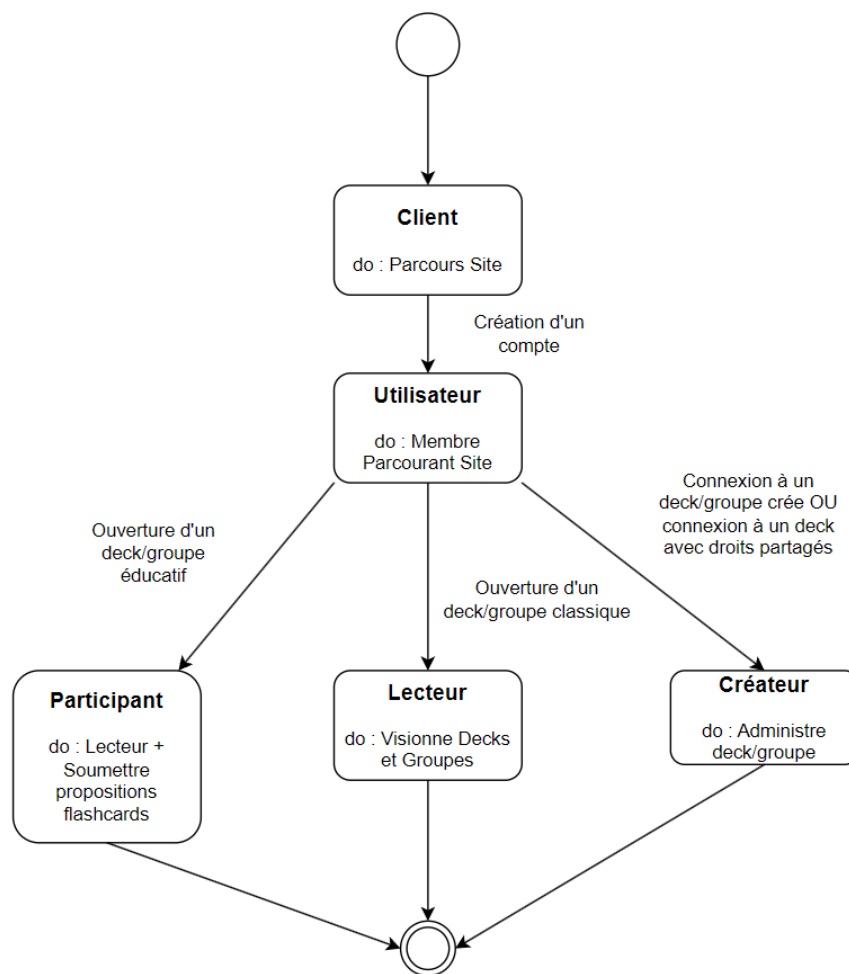 Client
do : Parcours Site
Création d'un
compte
Utilisateur
do : Membre
Parcourant Site
Connexion à un
deck/groupe crée OU
connexion à un deck
avec droits partagés
Ouverture d'un
deck/groupe
éducatif
Ouverture d'un
deck/groupe classique
Participant
do : Lecteur +
Soumettre
propositions
flashcards
Lecteur
do : Visionne Decks
et Groupes
Créateur
do : Administre
deck/groupe